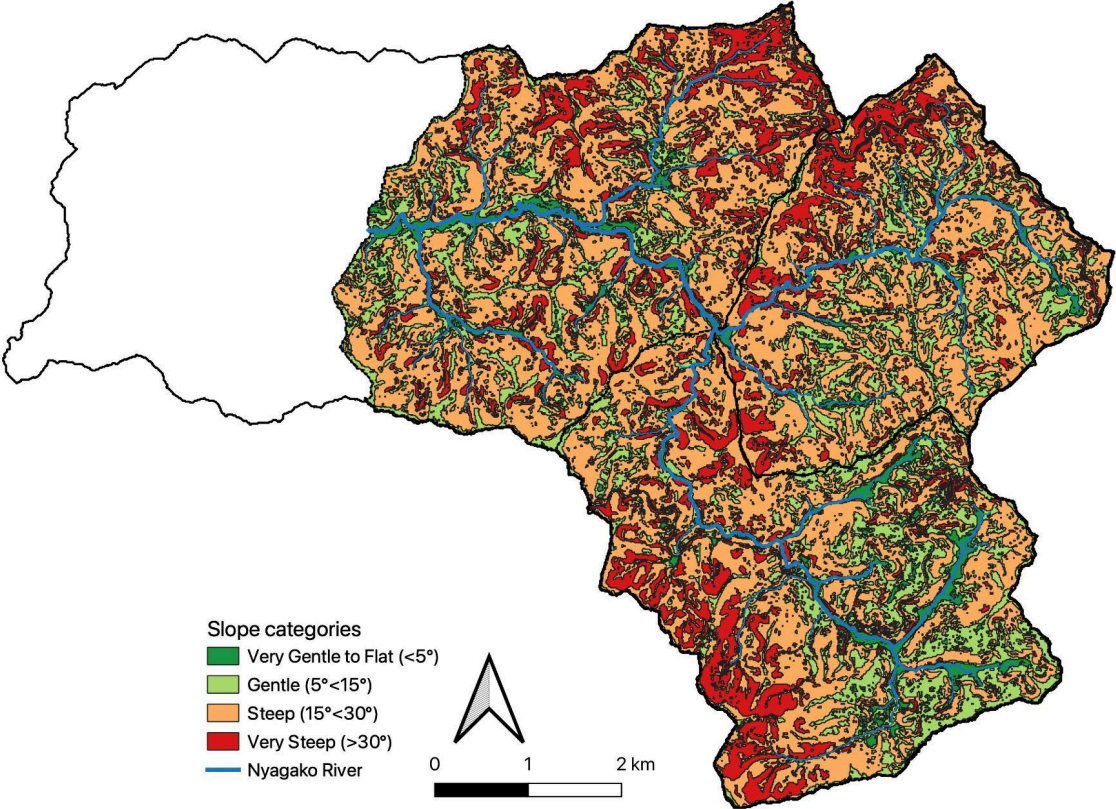 Slope categories
Very Gentle to Flat (<5°)
Gentle (5°<15°)
Steep (15°<30°)
Very Steep (>30°)
Nyagako River
0 1 2 km